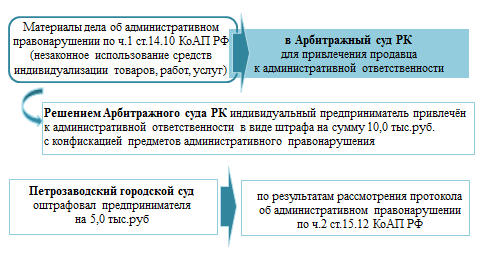 Материалы дела об административном
правонарушении по ч.1 ст.14.10 КоАП РФ
(незаконное использование средств
индивидуализации товаров, работ, услуг)
в Арбитражный суд РК
для привлечения продавца
к административной ответственности
Решением Арбитражного суда РК индивидуальный предприниматель привлечён
к административной ответственности в виде штрафа на сумму 10,0 тыс.руб.
с конфискацией предметов административного правонарушения
Петрозаводский городской суд
оштрафовал предпринимателя
на 5,0 тыс.руб
по результатам рассмотрения протокола
об административном правонарушении
по ч.2 ст.15.12 КоАП РФ